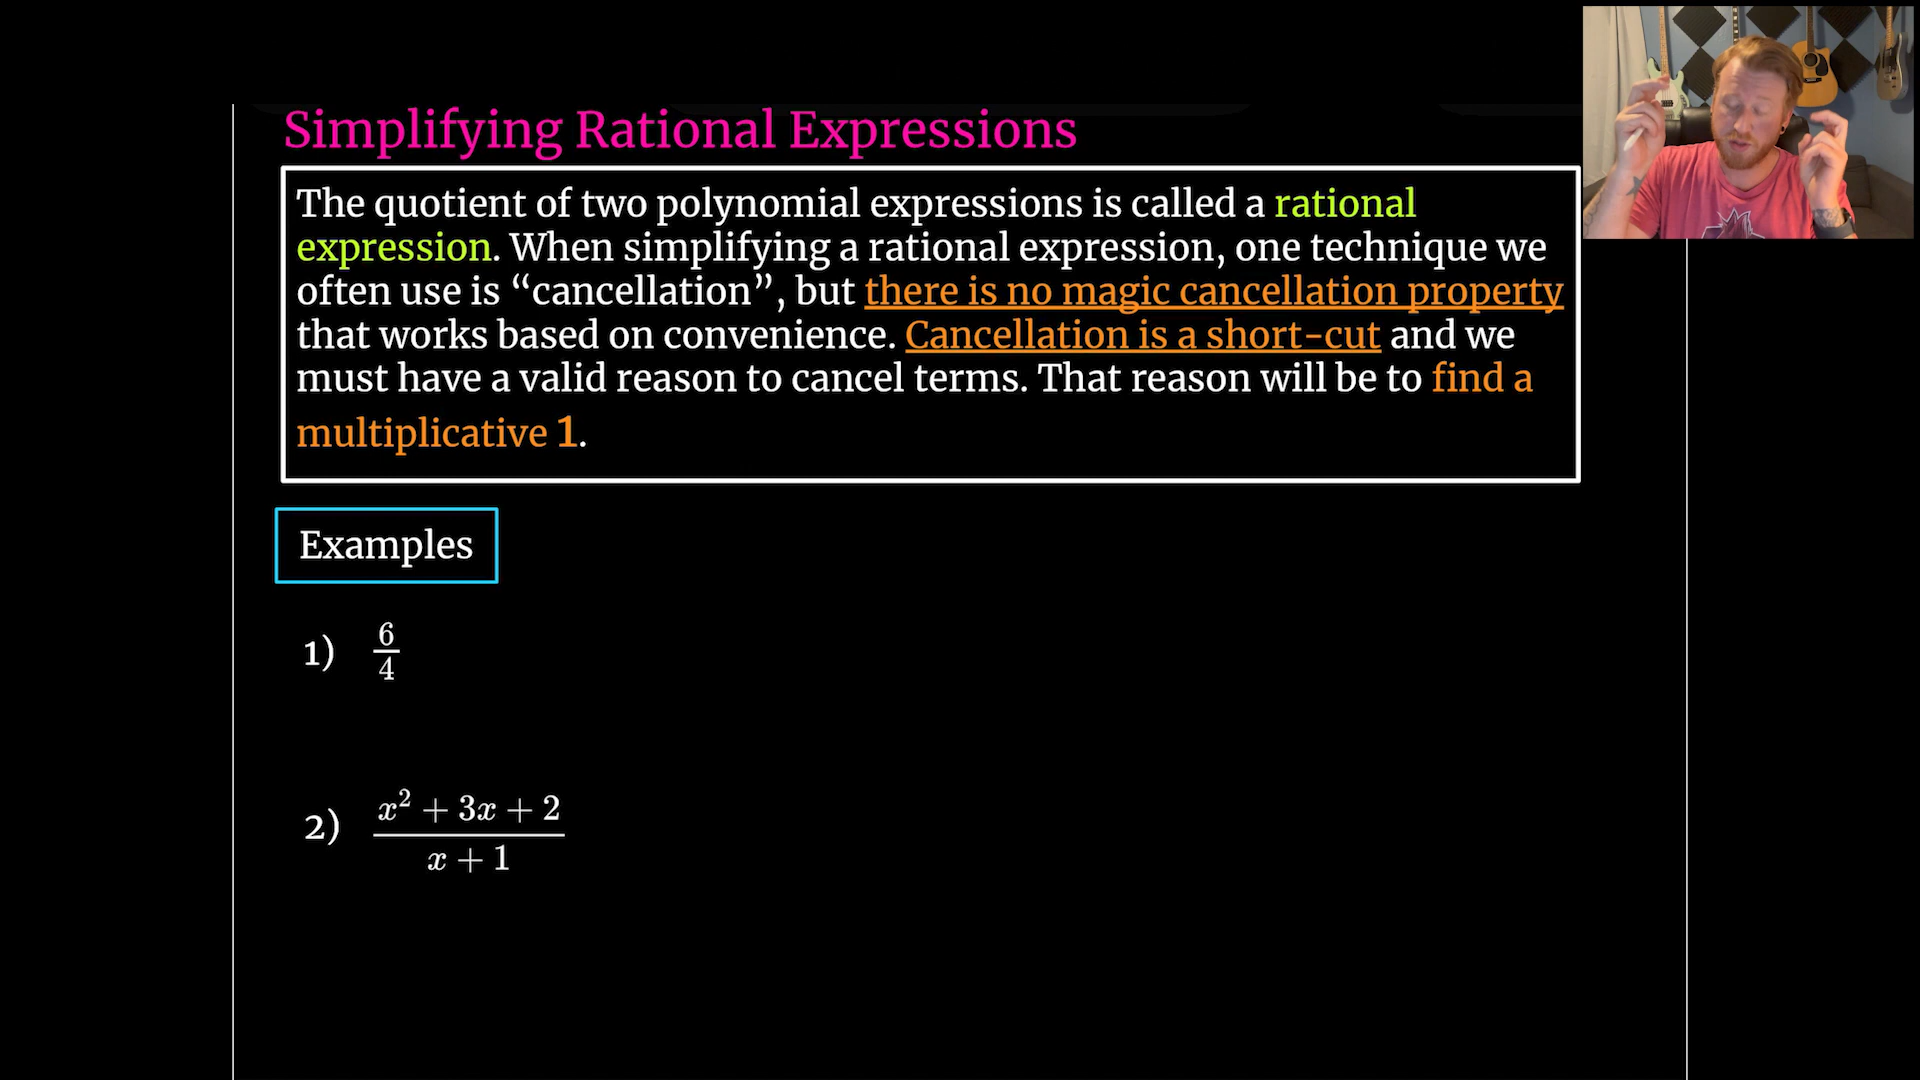 Simplifying Rational Expressions
The quotient of two polynomial expressions is called a rational
expression. When simplifying a rational expression, one technique we
often use is “cancellation”, but there is no magic cancellation property
that works based on convenience. Cancellation is a short-cut and we
must have a valid reason to cancel terms. That reason will be to find a
multiplicative 1.
Examples
1) 6/4
2) (x² + 3x + 2)/(x + 1)